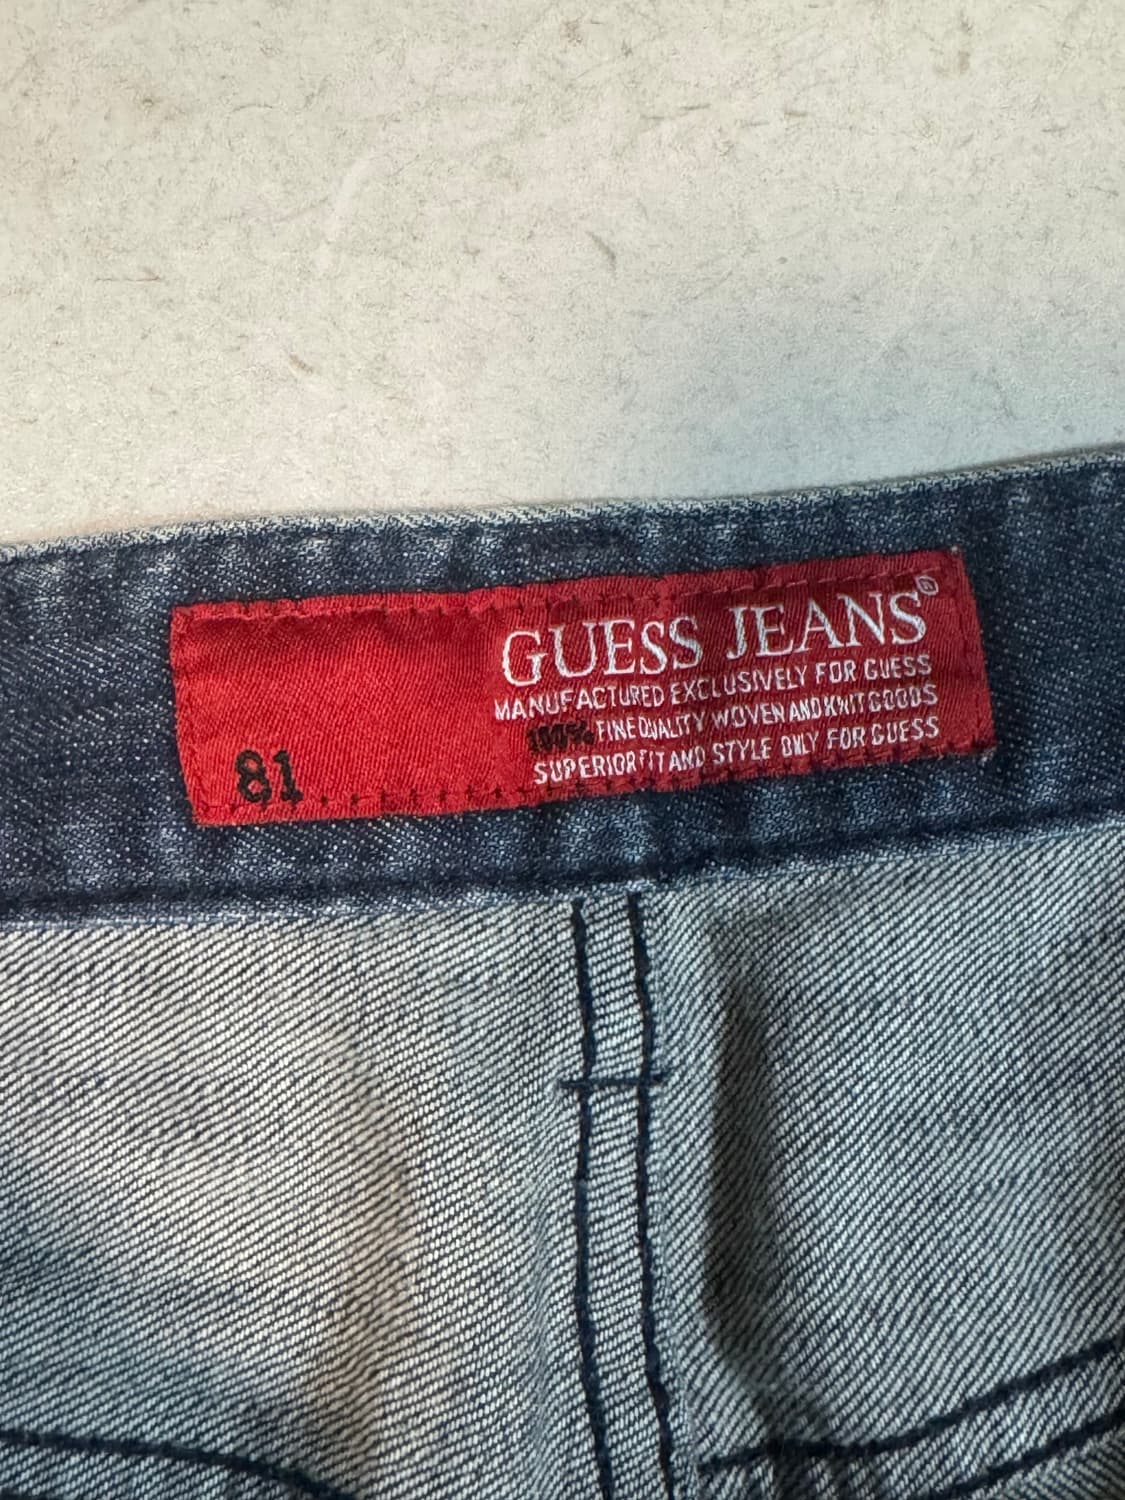 GUESS JEANS®
MANUFACTURED EXCLUSIVELY FOR GUESS
100% FINE QUALITY WOVEN AND KNIT GOODS
SUPERIOR FIT AND STYLE ONLY FOR GUESS
81